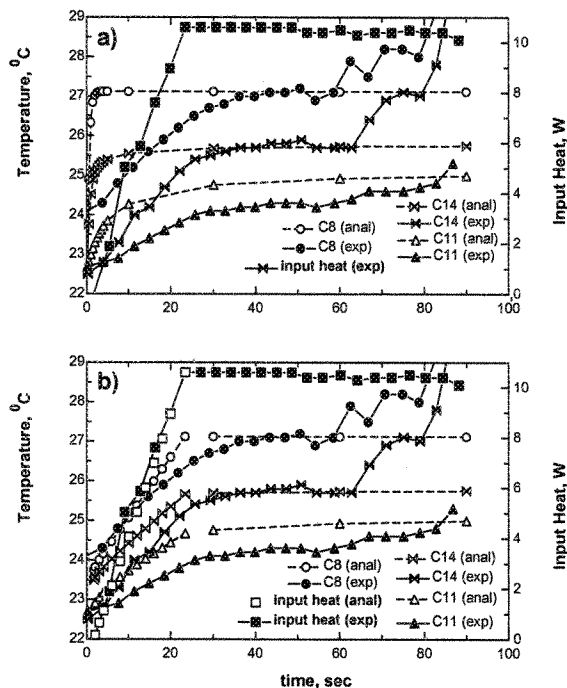 a)
Temperature, ⁰C
29
28
27
26
25
24
23
22
Input Heat, W
10
8
6
4
2
0
C8 (anal)
C8 (exp)
input heat (exp)
C14 (anal)
C14 (exp)
C11 (anal)
C11 (exp)
0 20 40 60 80 100
b)
Temperature, ⁰C
29
28
27
26
25
24
23
22
Input Heat, W
10
8
6
4
2
0
C8 (anal)
C8 (exp)
input heat (anal)
input heat (exp)
C14 (anal)
C14 (exp)
C11 (anal)
C11 (exp)
0 20 40 60 80 100
time, sec